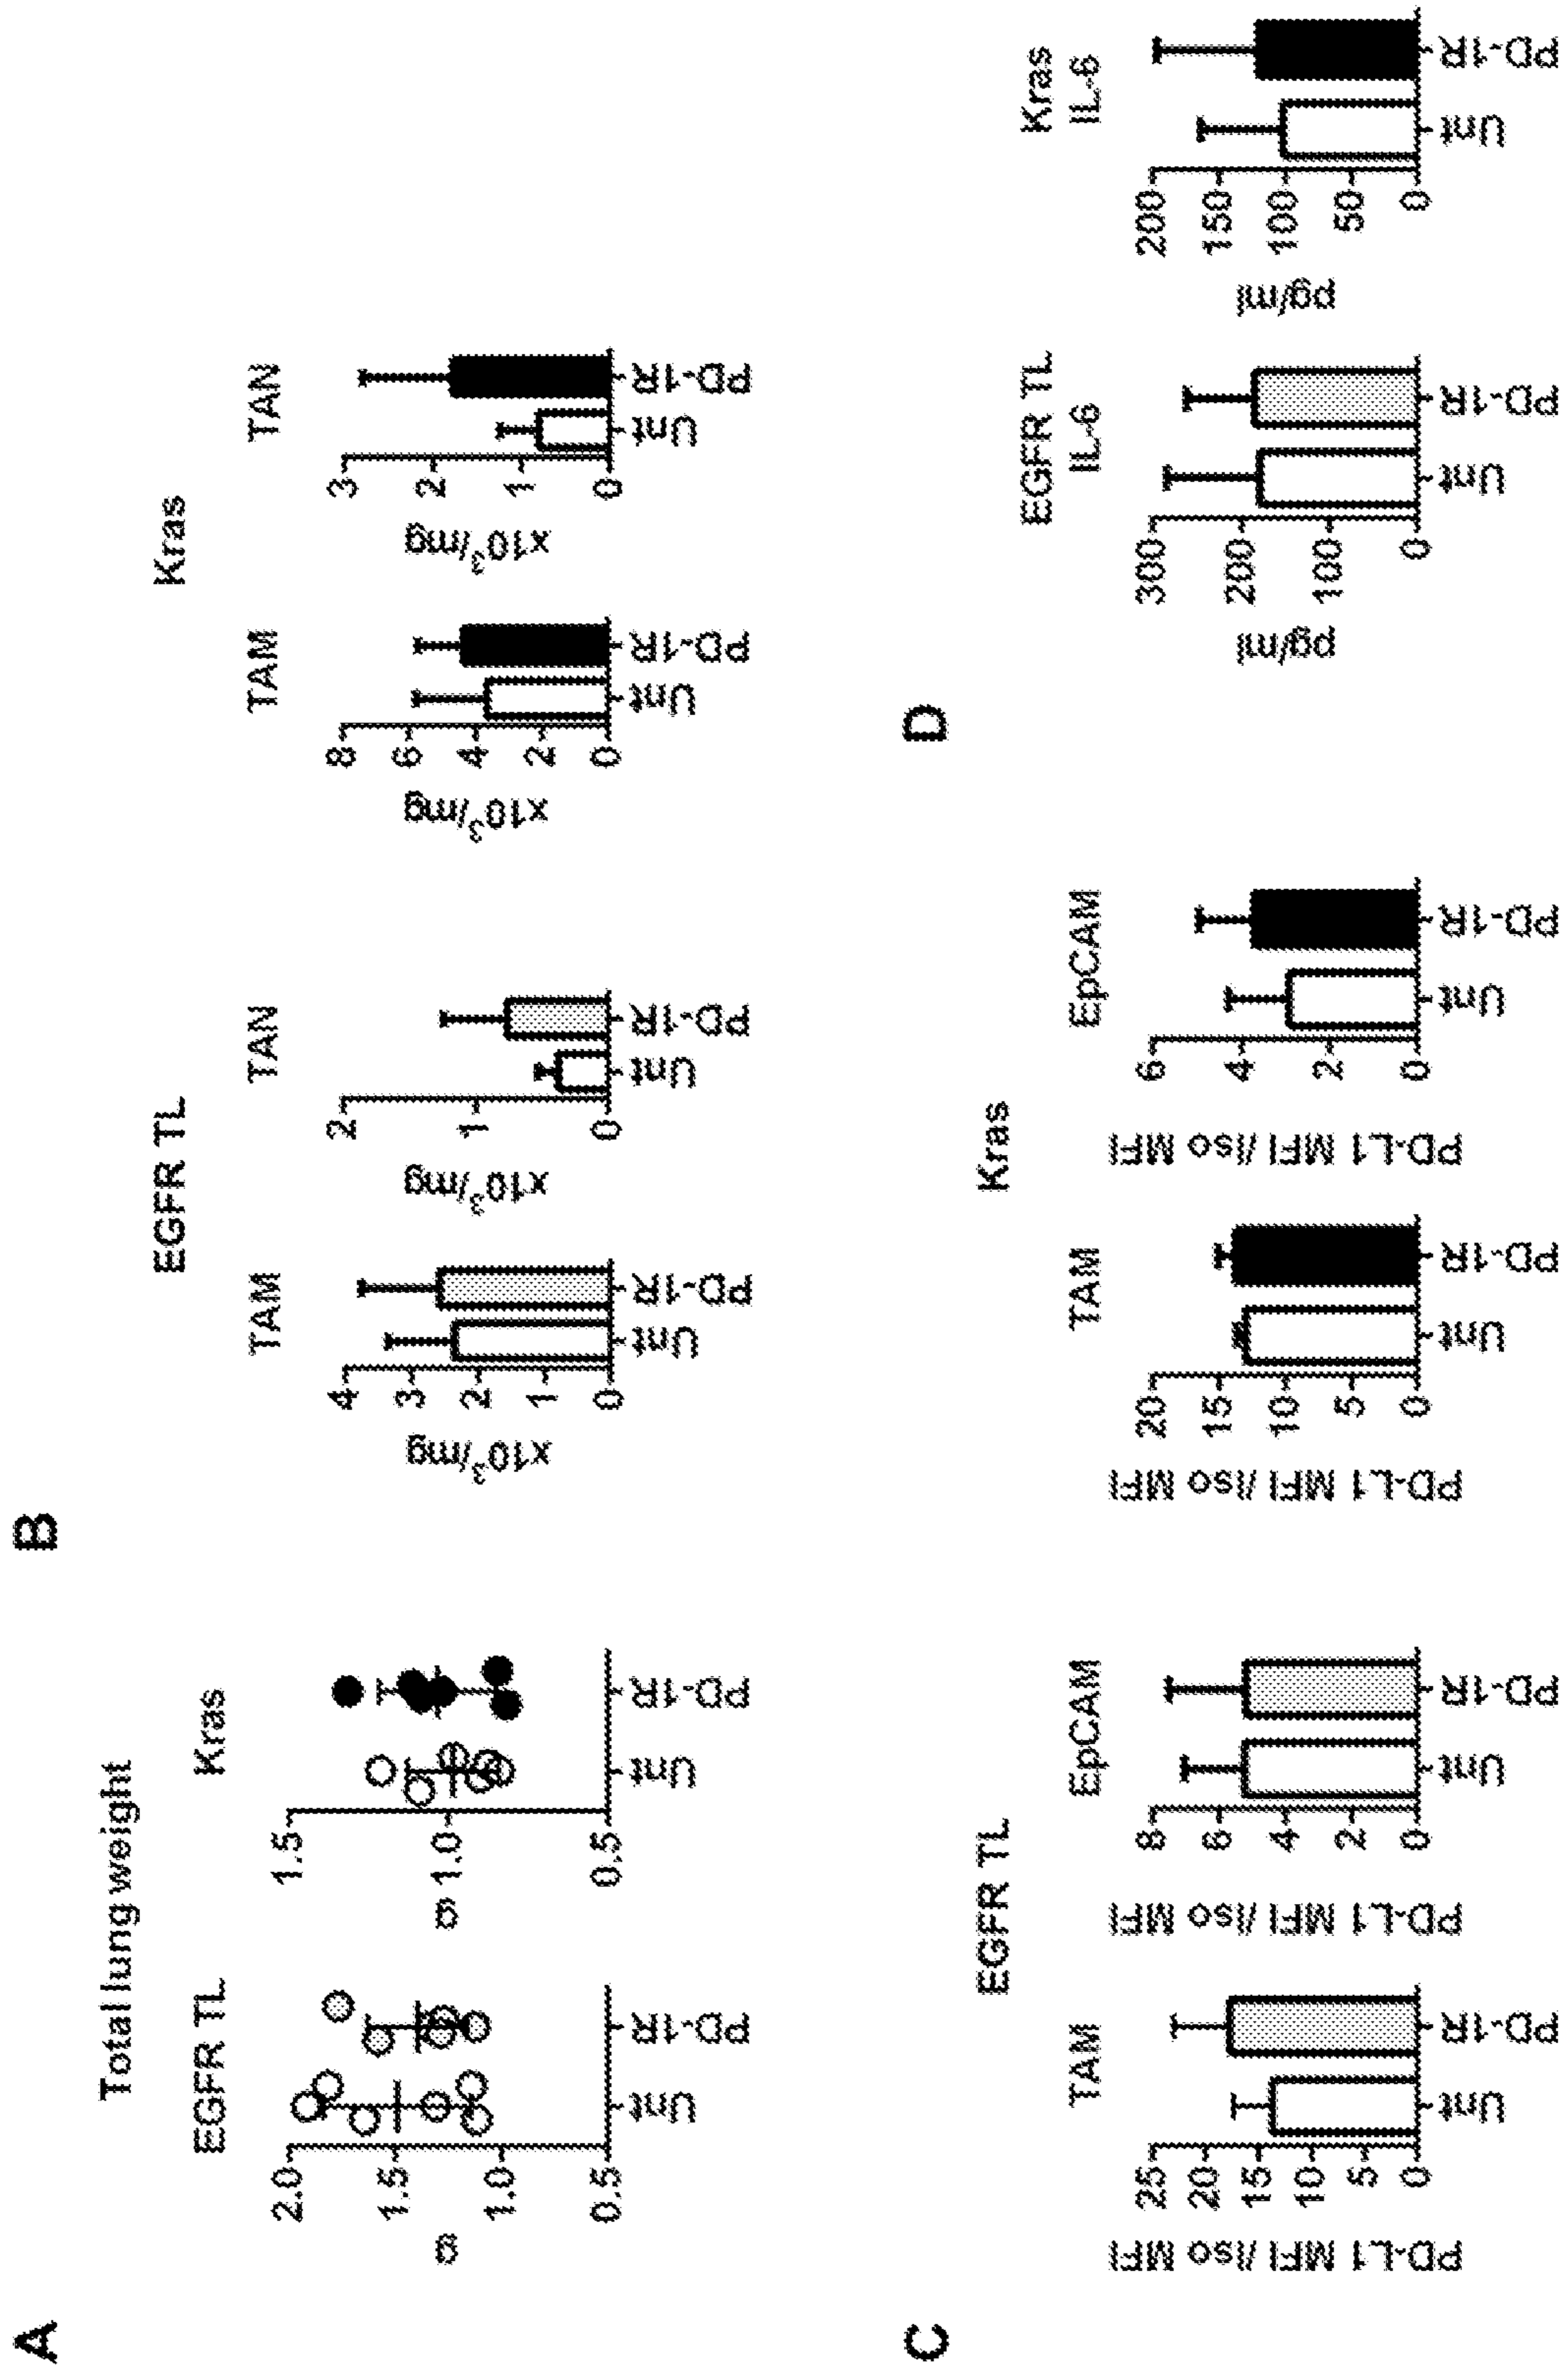 A
Total lung weight
EGFR TL
g
2.0
1.5
1.0
0.5
Unt
PD-1R
Kras
g
1.5
1.0
0.5
Unt
PD-1R
B
EGFR TL
TAM
x10³/mg
4
3
2
1
0
Unt
PD-1R
TAN
x10³/mg
2
1
0
Unt
PD-1R
Kras
TAM
x10³/mg
8
6
4
2
0
Unt
PD-1R
TAN
x10³/mg
3
2
1
0
Unt
PD-1R
C
EGFR TL
TAM
PD-L1 MFI /Iso MFI
25
20
15
10
5
0
Unt
PD-1R
EpCAM
PD-L1 MFI /Iso MFI
8
6
4
2
0
Unt
PD-1R
Kras
TAM
PD-L1 MFI /Iso MFI
20
15
10
5
0
Unt
PD-1R
EpCAM
PD-L1 MFI /Iso MFI
6
4
2
0
Unt
PD-1R
D
EGFR TL
IL-6
pg/ml
300
200
100
0
Unt
PD-1R
Kras
IL-6
pg/ml
200
150
100
50
0
Unt
PD-1R